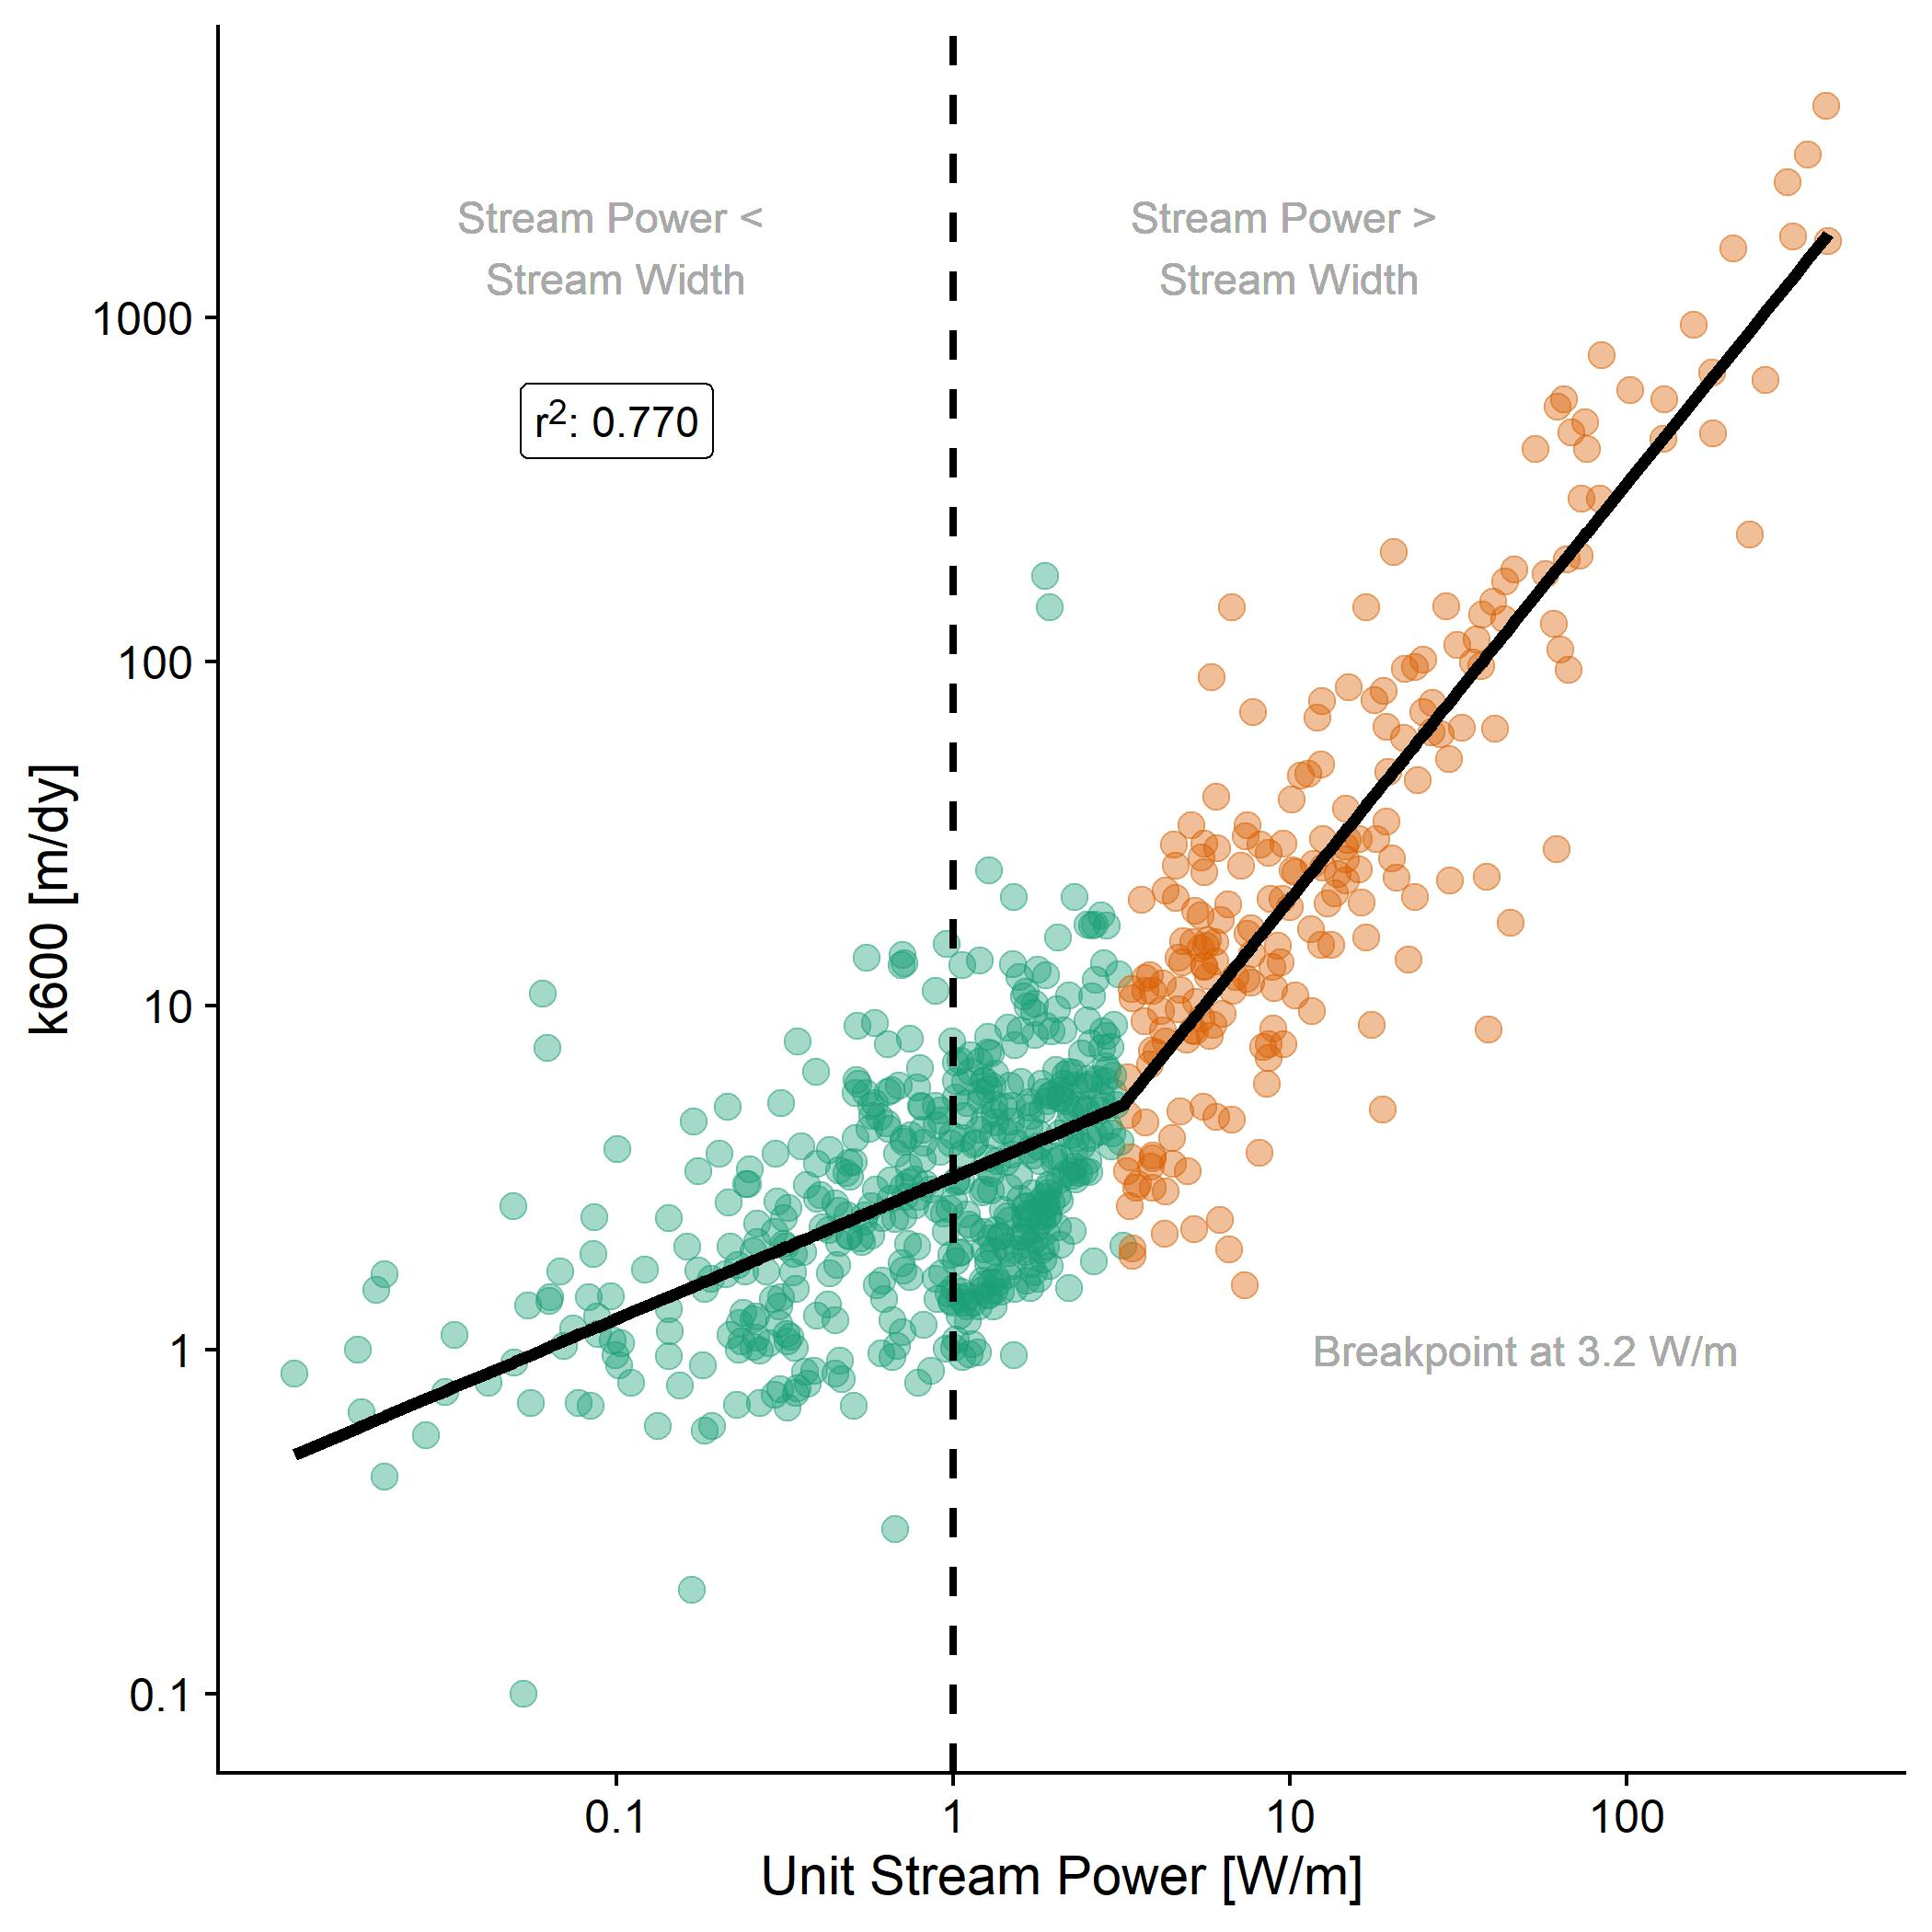 Stream Power <
Stream Width
Stream Power >
Stream Width
r²: 0.770
1000
100
10
1
0.1
k600 [m/dy]
Breakpoint at 3.2 W/m
0.1
1
10
100
Unit Stream Power [W/m]